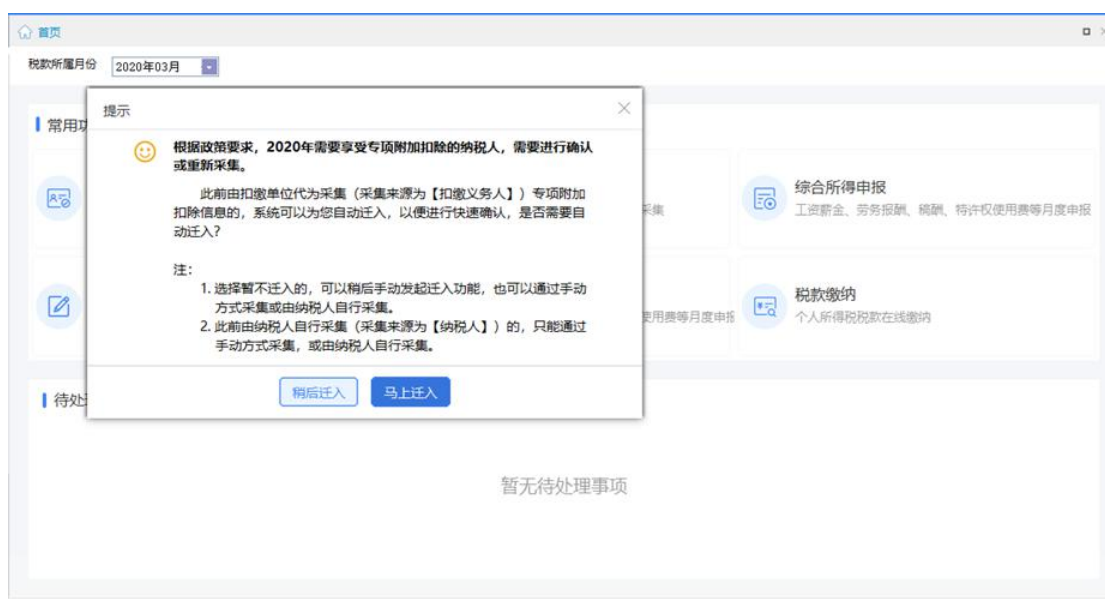 首页
税款所属月份
2020年03月
提示
常用功
根据政策要求，2020年需要享受专项附加扣除的纳税人，需要进行确认
或重新采集。
此前由扣缴单位代为采集（采集来源为【扣缴义务人】）专项附加
扣除信息的，系统可以为您自动迁入，以便进行快速确认，是否需要自
动迁入？
注：
1. 选择暂不迁入的，可以稍后手动发起迁入功能，也可以通过手动
方式采集或由纳税人自行采集。
2. 此前由纳税人自行采集（采集来源为【纳税人】）的，只能通过
手动方式采集，或由纳税人自行采集。
稍后迁入
马上迁入
采集
综合所得申报
工资薪金、劳务报酬、稿酬、特许权使用费等月度申报
使用费等月度申报
税款缴纳
个人所得税税款在线缴纳
待处
暂无待处理事项